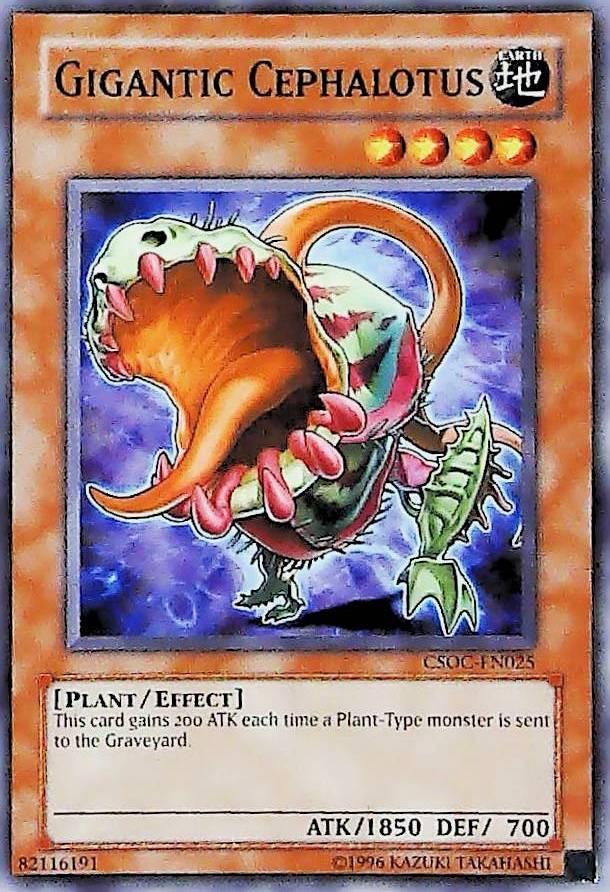 GIGANTIC CEPHALOTUS
EARTH
地
CSOC-EN025
[PLANT/EFFECT]
This card gains 200 ATK each time a Plant-Type monster is sent
to the Graveyard.
ATK/1850 DEF/ 700
82116191
©1996 KAZUKI TAKAHASHI